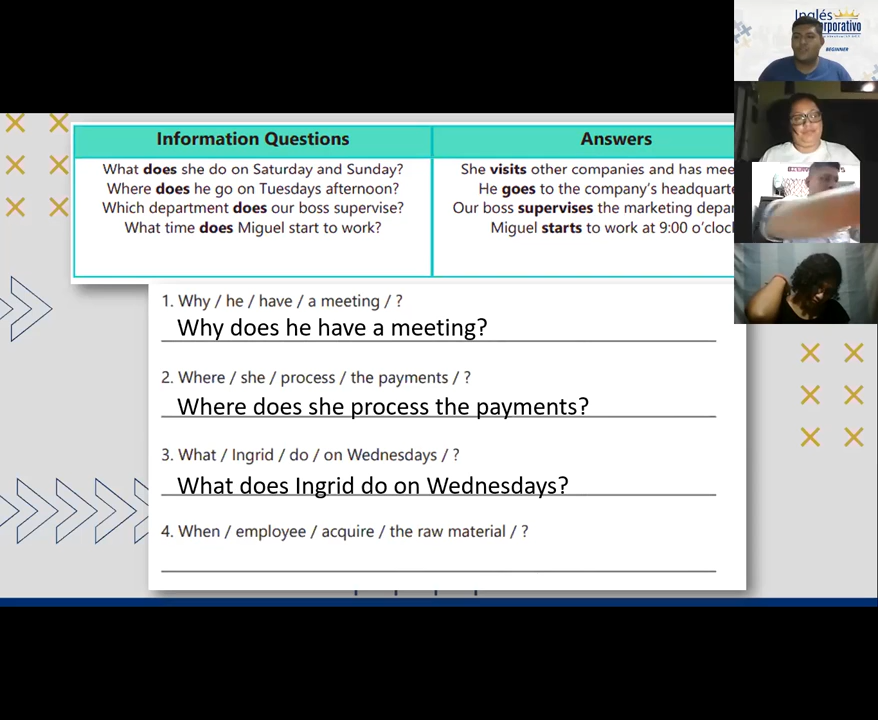 Inglés
BEGINNER
Information Questions
Answers
What does she do on Saturday and Sunday?
Where does he go on Tuesdays afternoon?
Which department does our boss supervise?
What time does Miguel start to work?
She visits other companies and has
He goes to the company's
Our boss supervises the marketing
Miguel starts to work at 9:00
1. Why / he / have / a meeting / ?
Why does he have a meeting?
2. Where / she / process / the payments / ?
Where does she process the payments?
3. What / Ingrid / do / on Wednesdays / ?
What does Ingrid do on Wednesdays?
4. When / employee / acquire / the raw material / ?